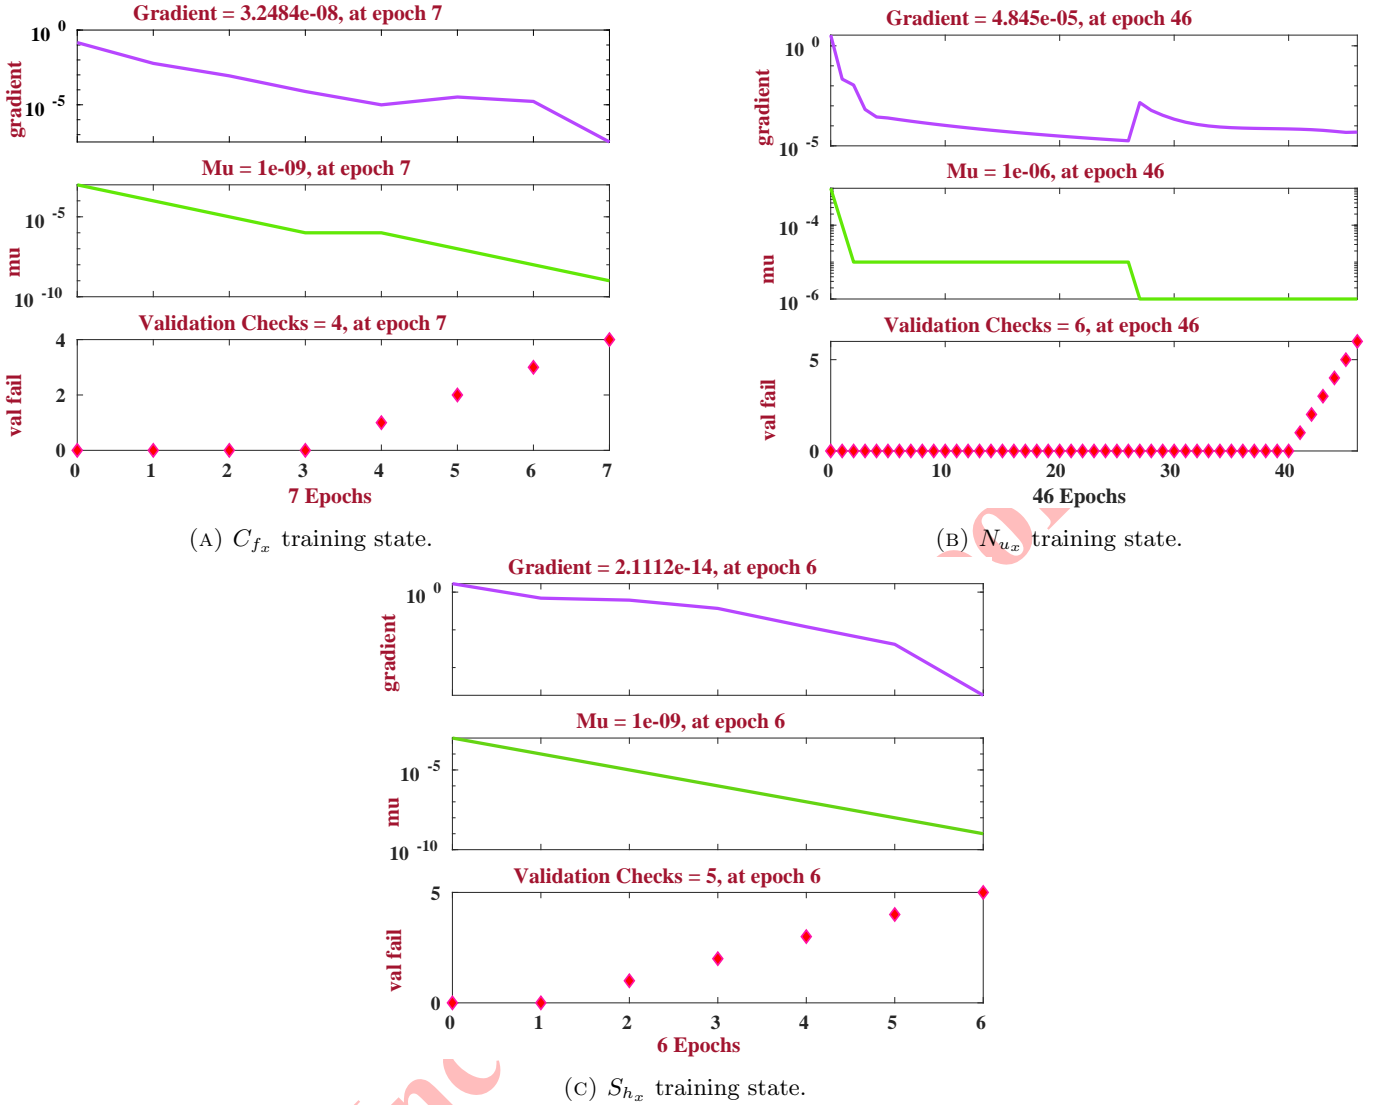 Gradient = 3.2484e-08, at epoch 7
10 0
10 -5
gradient
Mu = 1e-09, at epoch 7
10 -5
10 -10
mu
Validation Checks = 4, at epoch 7
4
2
0
val fail
0 1 2 3 4 5 6 7
7 Epochs
(A) C_{f_x} training state.
Gradient = 4.845e-05, at epoch 46
10 0
10 -5
gradient
Mu = 1e-06, at epoch 46
10 -4
10 -6
mu
Validation Checks = 6, at epoch 46
5
0
val fail
0 10 20 30 40
46 Epochs
(B) N_{u_x} training state.
Gradient = 2.1112e-14, at epoch 6
10 0
gradient
Mu = 1e-09, at epoch 6
10 -5
10 -10
mu
Validation Checks = 5, at epoch 6
5
0
val fail
0 1 2 3 4 5 6
6 Epochs
(C) S_{h_x} training state.